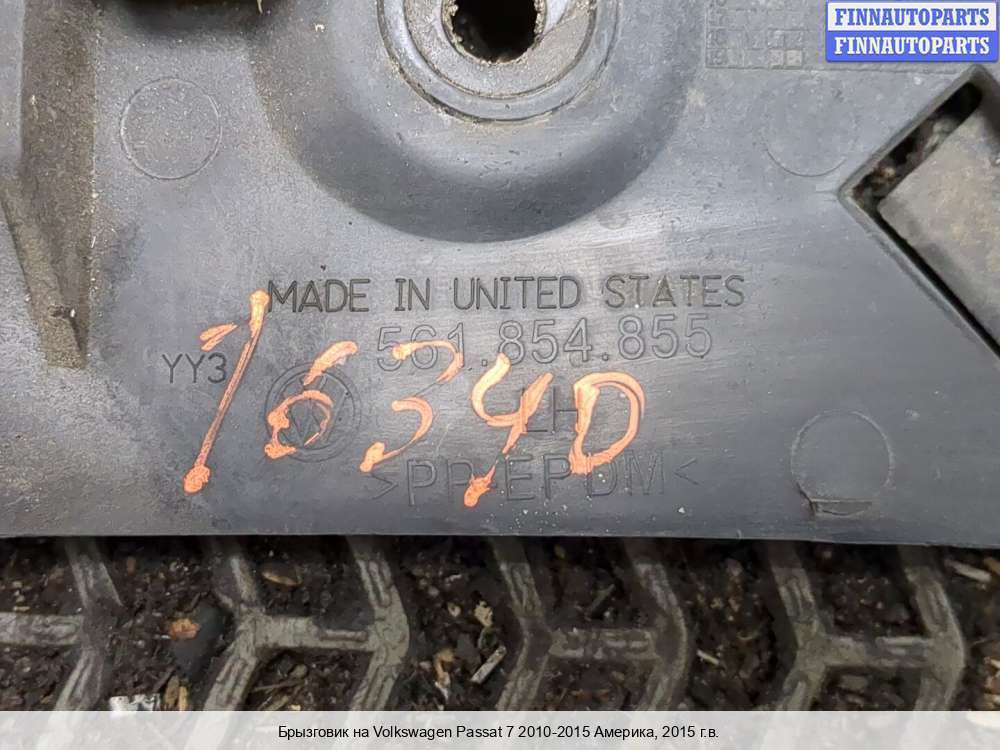 FINNAUTOPARTS
FINNAUTOPARTS
MADE IN UNITED STATES
561.854.855
YY3
1634D
LH
>PP/EPDM<
Брызговик на Volkswagen Passat 7 2010-2015 Америка, 2015 г.в.